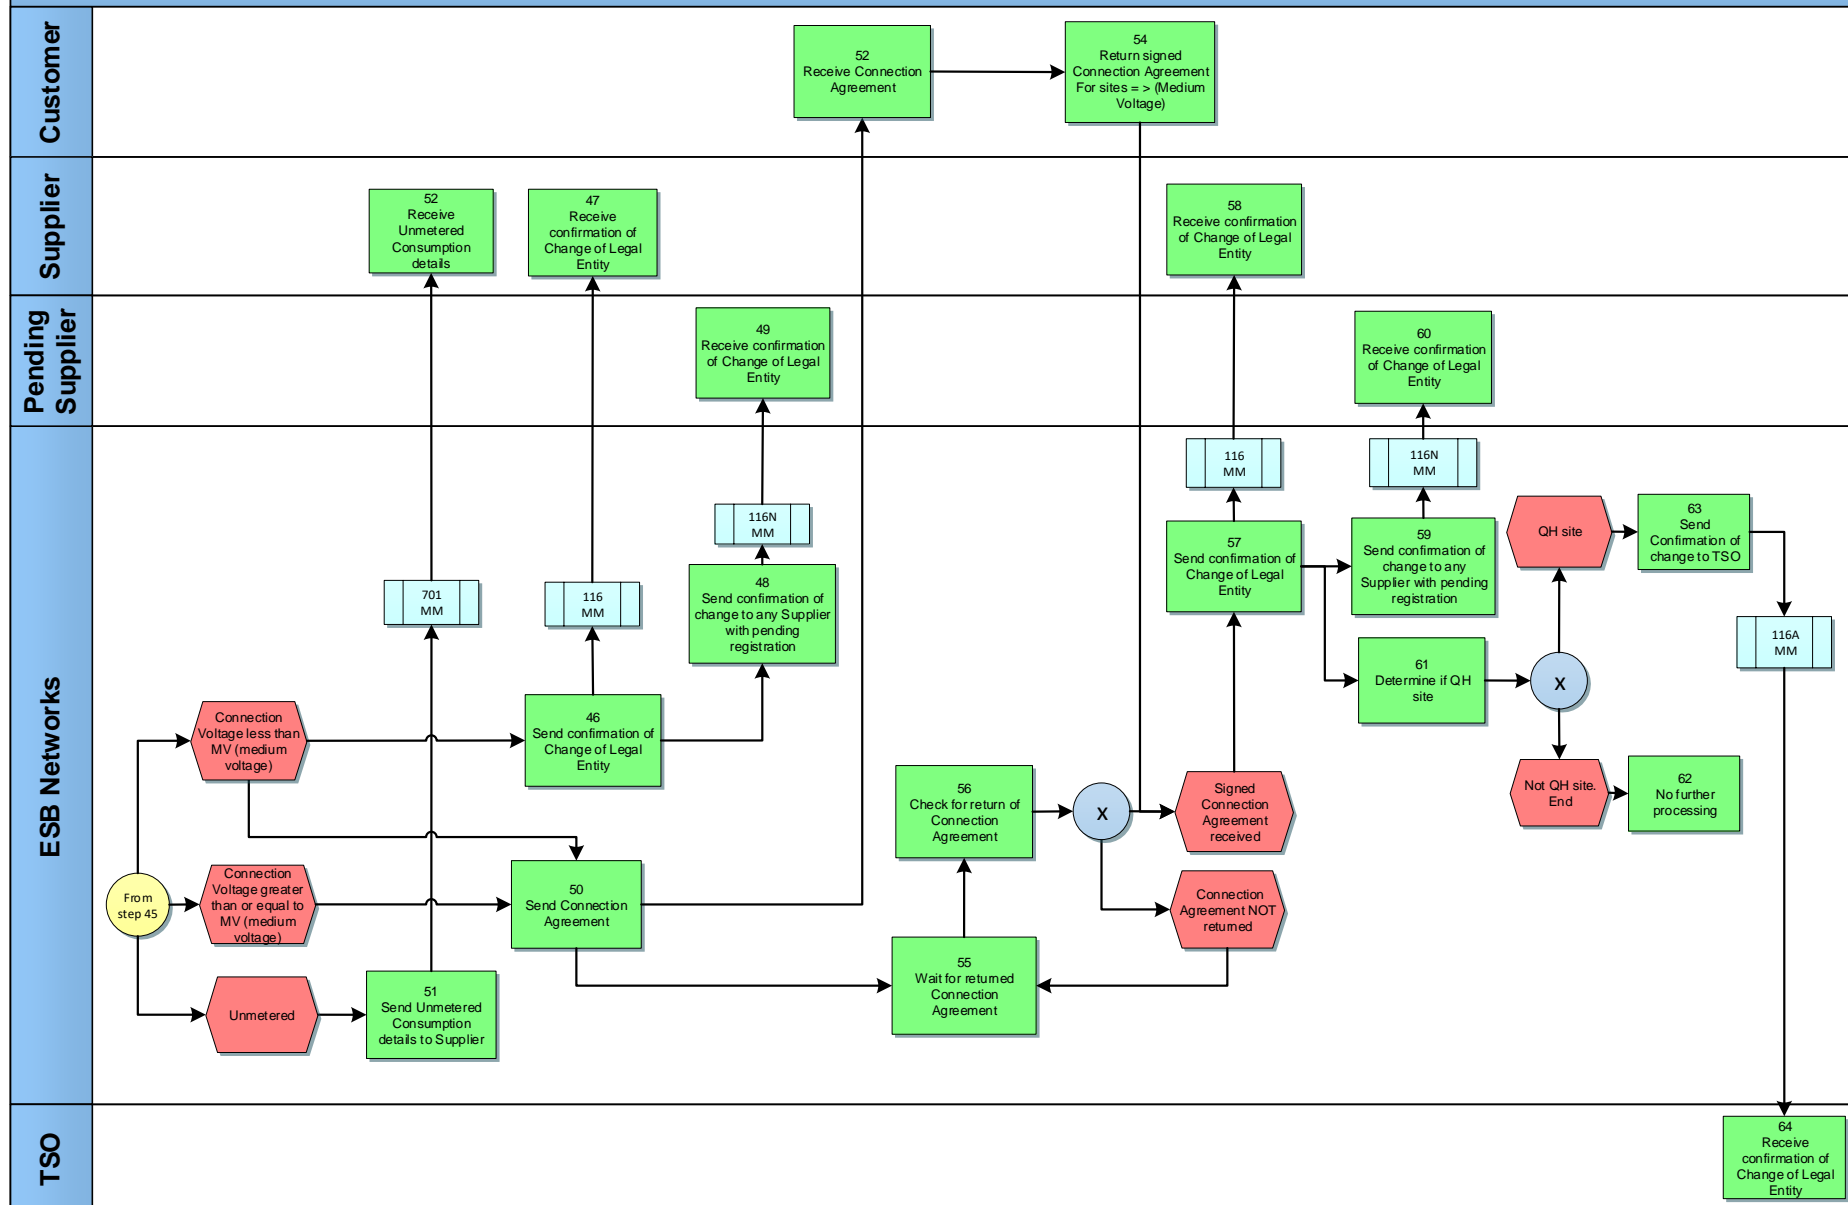 Customer
52
Receive Connection
Agreement
54
Return signed
Connection Agreement
For sites = > (Medium
Voltage)
Supplier
52
Receive
Unmetered
Consumption
details
47
Receive
confirmation of
Change of Legal
Entity
58
Receive confirmation
of Change of Legal
Entity
Pending
Supplier
49
Receive confirmation
of Change of Legal
Entity
60
Receive confirmation
of Change of Legal
Entity
ESB Networks
116
MM
116N
MM
116N
MM
701
MM
116
MM
48
Send confirmation of
change to any Supplier
with pending
registration
57
Send confirmation of
Change of Legal
Entity
59
Send confirmation of
change to any
Supplier with pending
registration
QH site
63
Send
Confirmation of
change to TSO
116A
MM
61
Determine if QH
site
X
Connection
Voltage less than
MV (medium
voltage)
46
Send confirmation of
Change of Legal
Entity
56
Check for return of
Connection
Agreement
X
Signed
Connection
Agreement
received
Not QH site.
End
62
No further
processing
From
step 45
Connection
Voltage greater
than or equal to
MV (medium
voltage)
50
Send Connection
Agreement
Connection
Agreement NOT
returned
55
Wait for returned
Connection
Agreement
Unmetered
51
Send Unmetered
Consumption
details to Supplier
TSO
64
Receive
confirmation of
Change of Legal
Entity